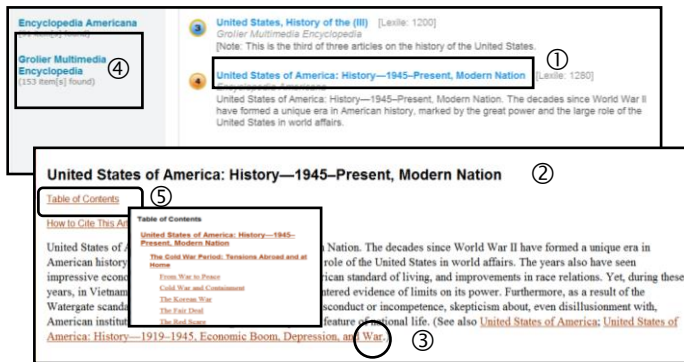 Encyclopedia Americana
item[s] found)
Grolier Multimedia
Encyclopedia
(153 item[s] found)
④
3
United States, History of the (III) [Lexile: 1200]
Grolier Multimedia Encyclopedia
[Note: This is the third of three articles on the history of the United States.
①
4
United States of America: History—1945–Present, Modern Nation [Lexile: 1280]
Encyclopedia Americana
United States of America: History—1945–Present, Modern Nation. The decades since World War II
have formed a unique era in American history, marked by the great power and the large role of the
United States in world affairs.
United States of America: History—1945–Present, Modern Nation
②
Table of Contents
⑤
How to Cite This Art
Table of Contents
United States of America: History—1945–
Present, Modern Nation
The Cold War Period: Tensions Abroad and at
Home
From War to Peace
Cold War and Containment
The Korean War
The Fair Deal
The Red Scare
United States of A Nation. The decades since World War II have formed a unique era in
American history role of the United States in world affairs. The years also have seen
impressive econo rican standard of living, and improvements in race relations. Yet, during these
years, in Vietnam ntered evidence of limits on its power. Furthermore, as a result of the
Watergate scanda sconduct or incompetence, skepticism about, even disillusionment with,
American institut feature of national life. (See also United States of America; United States of
America: History—1919–1945, Economic Boom, Depression, and War.)
③